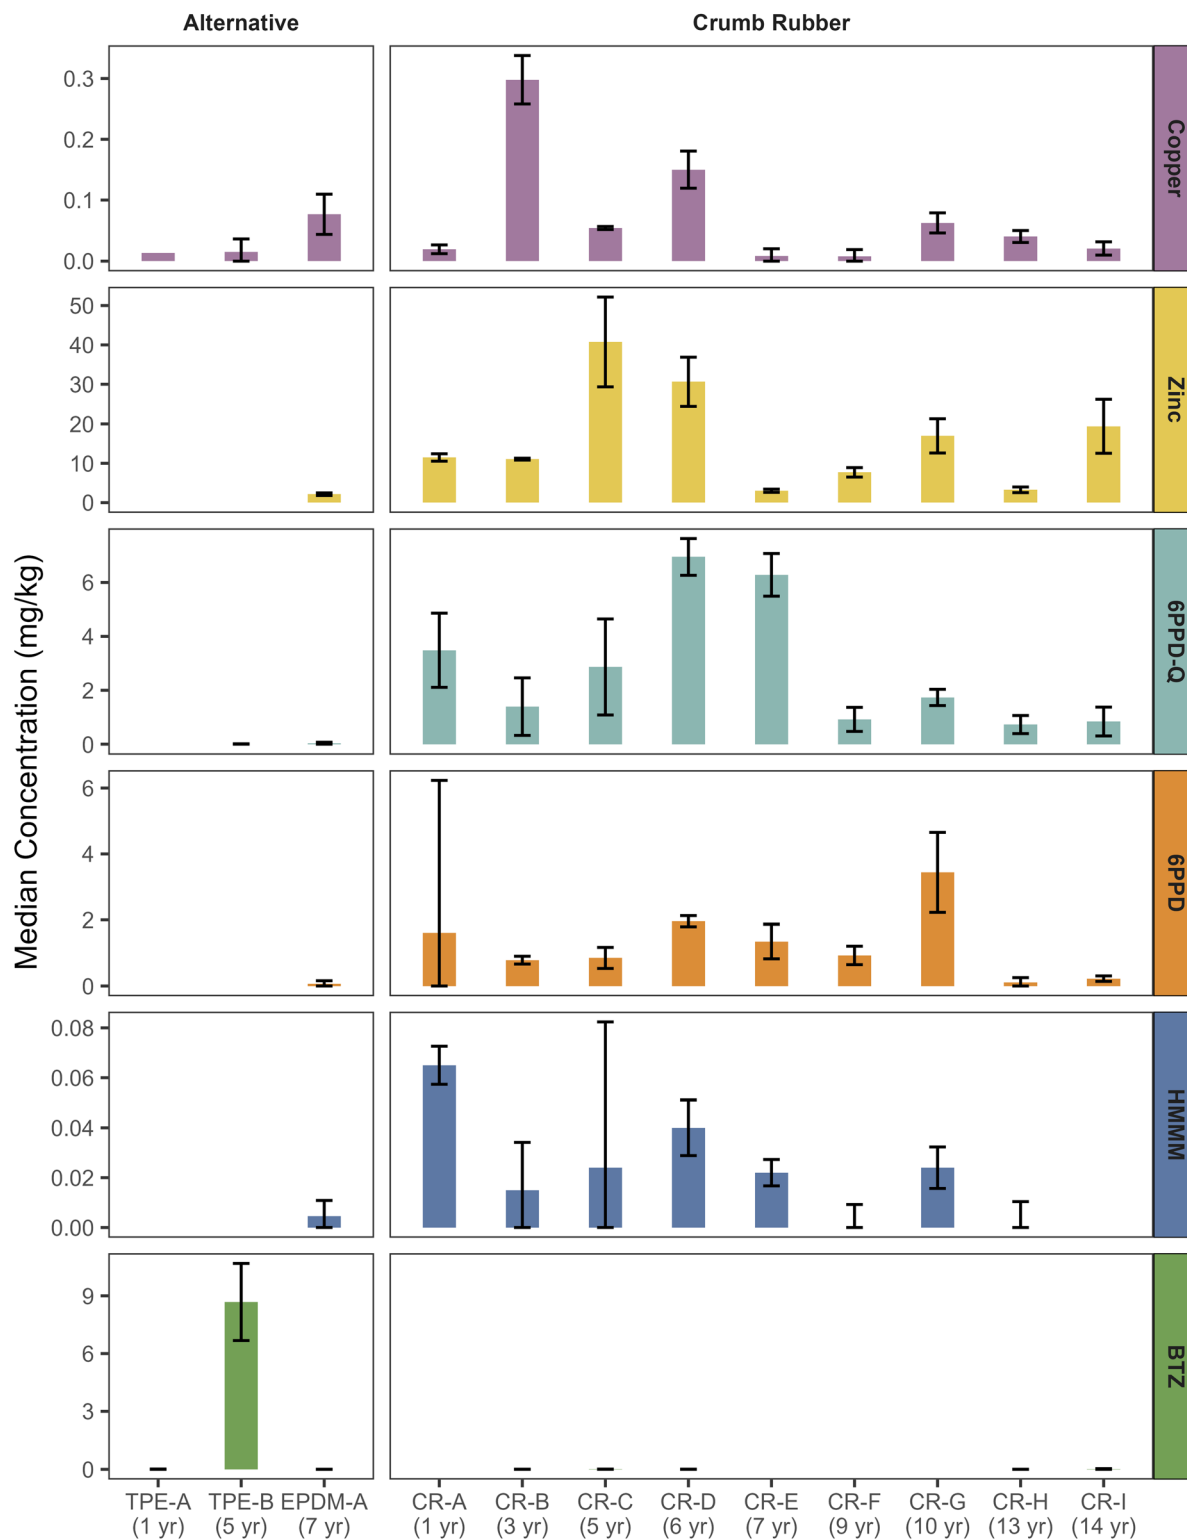 Alternative
Crumb Rubber
Median Concentration (mg/kg)
0.3
0.2
0.1
0.0
Copper
50
40
30
20
10
0
Zinc
6
4
2
0
6PPD-Q
6
4
2
0
6PPD
0.08
0.06
0.04
0.02
0.00
HMMM
9
6
3
0
BTZ
TPE-A TPE-B EPDM-A CR-A CR-B CR-C CR-D CR-E CR-F CR-G CR-H CR-I
(1 yr) (5 yr) (7 yr) (1 yr) (3 yr) (5 yr) (6 yr) (7 yr) (9 yr) (10 yr) (13 yr) (14 yr)